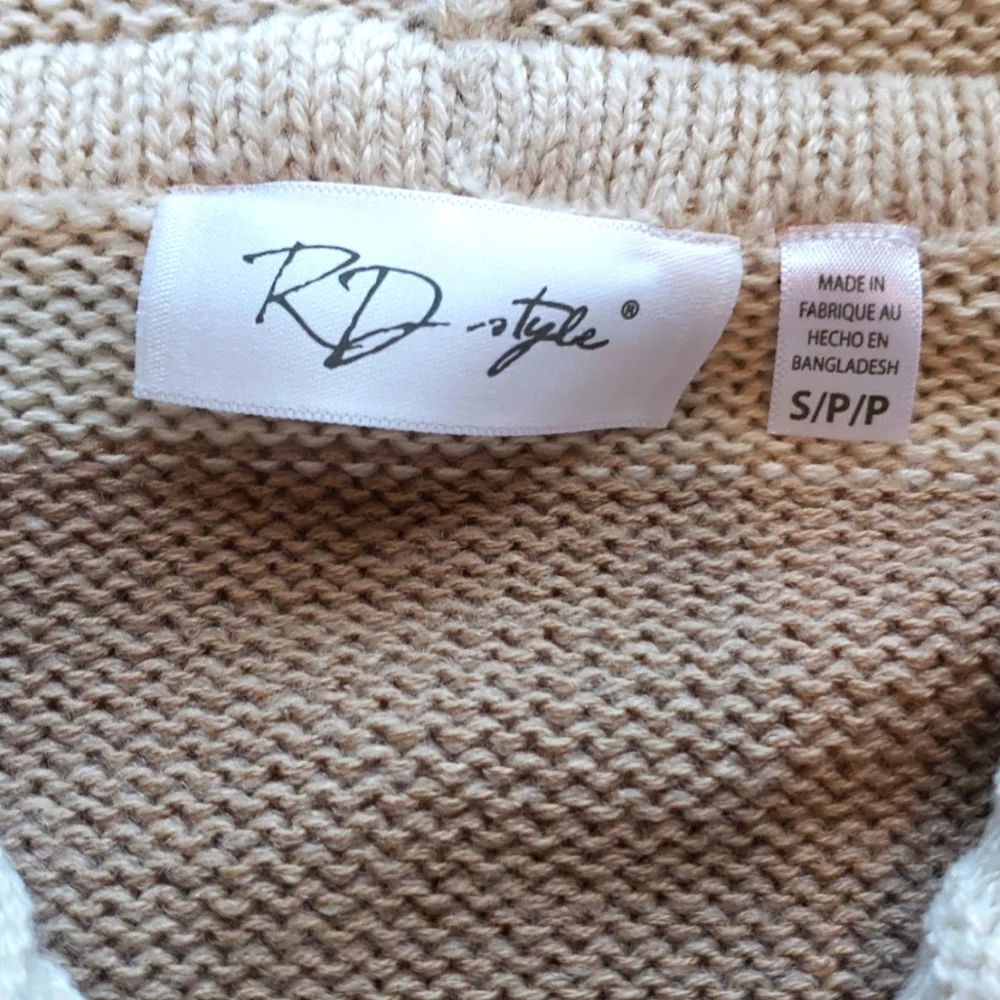 RD style®
MADE IN
FABRIQUE AU
HECHO EN
BANGLADESH
S/P/P